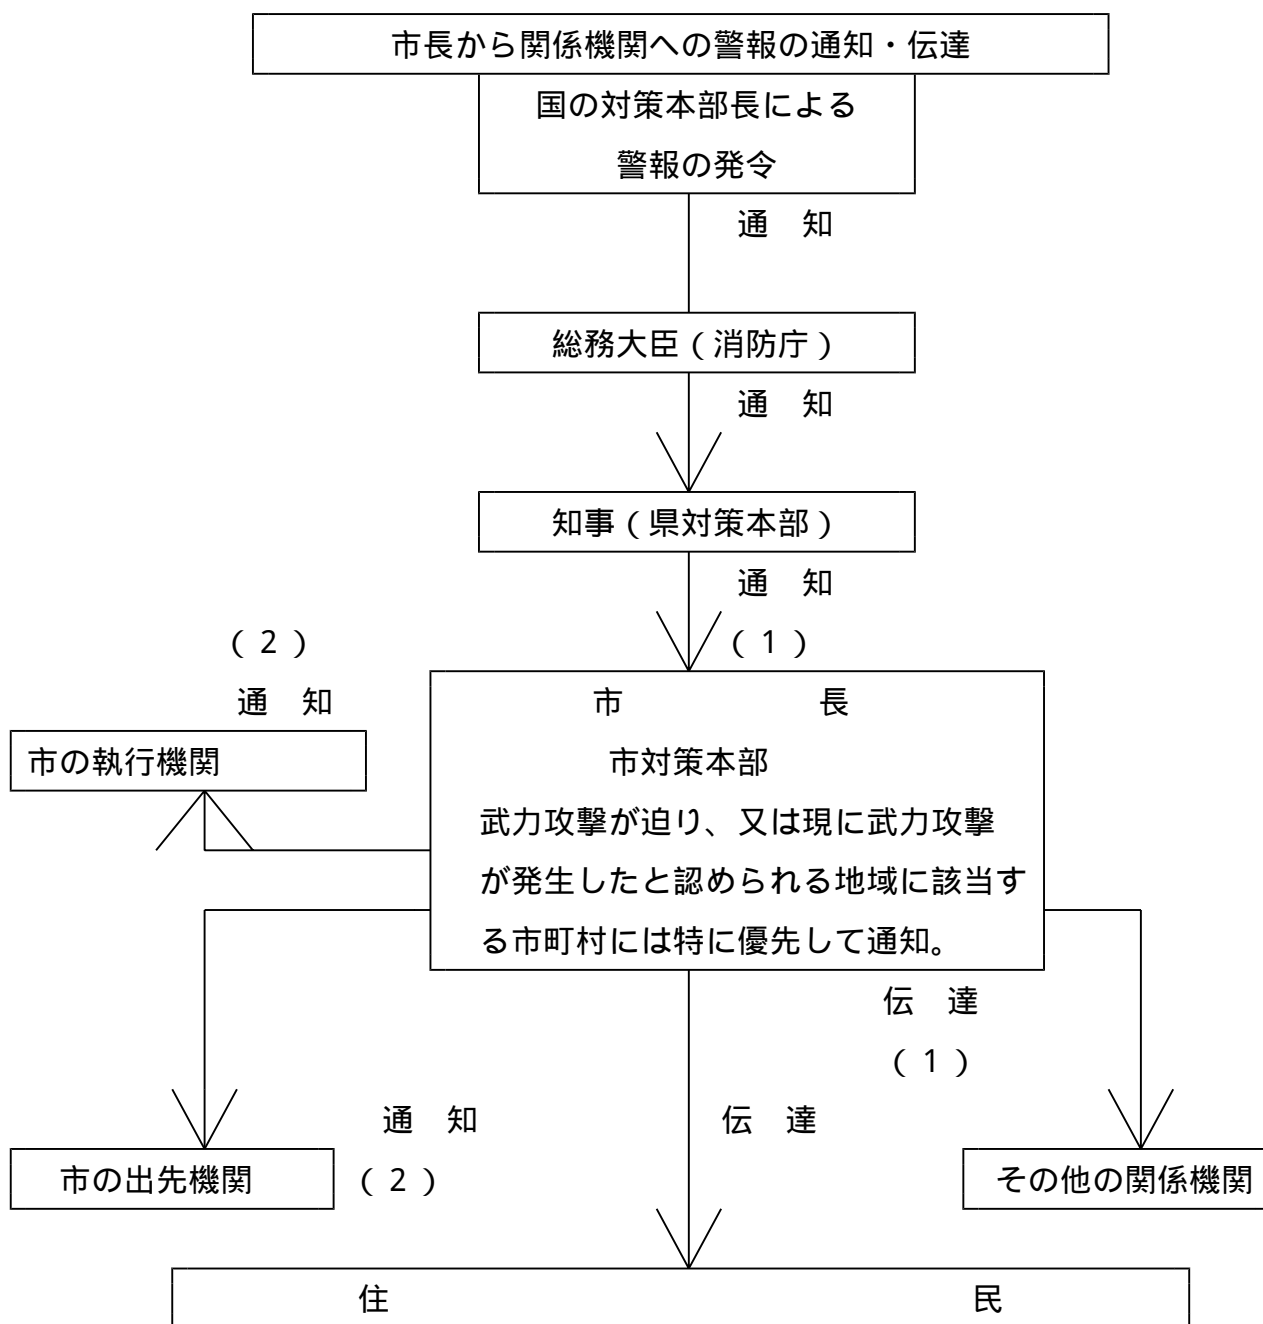 市長から関係機関への警報の通知・伝達
国の対策本部長による
警報の発令
通　知
総務大臣（消防庁）
通　知
知事（県対策本部）
通　知
（２）
（１）
通　知
市　　　長
市の執行機関
市対策本部
武力攻撃が迫り、又は現に武力攻撃
が発生したと認められる地域に該当す
る市町村には特に優先して通知。
伝　達
（１）
通　知
伝　達
市の出先機関
（２）
その他の関係機関
住　　　民